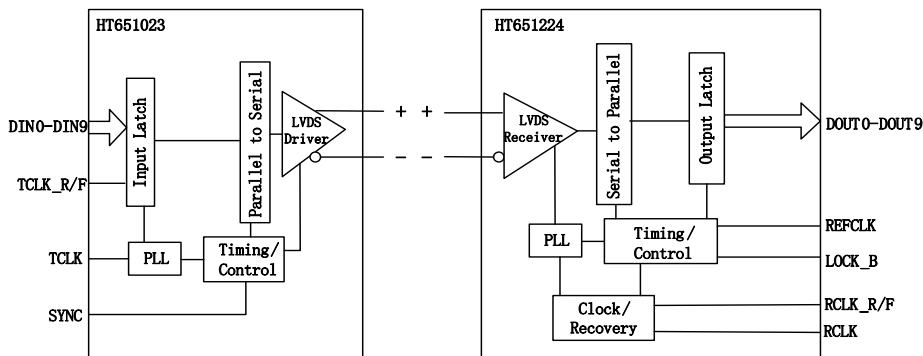 HT651023
HT651224
DIN0-DIN9
Input Latch
Parallel to Serial
LVDS
Driver
+ +
- -
LVDS
Receiver
Serial to Parallel
Output Latch
DOUT0-DOUT9
TCLK_R/F
TCLK
PLL
Timing/
Control
SYNC
PLL
Timing/
Control
REFCLK
LOCK_B
Clock/
Recovery
RCLK_R/F
RCLK